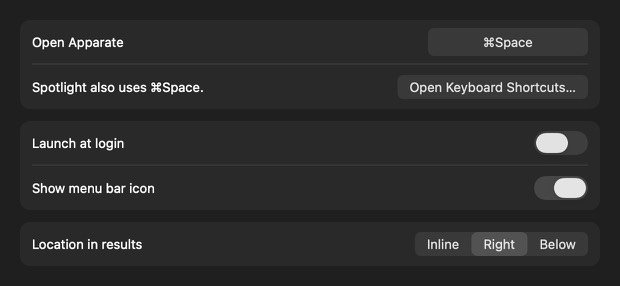 Open Apparate
⌘Space
Spotlight also uses ⌘Space.
Open Keyboard Shortcuts...
Launch at login
Show menu bar icon
Location in results
Inline Right Below